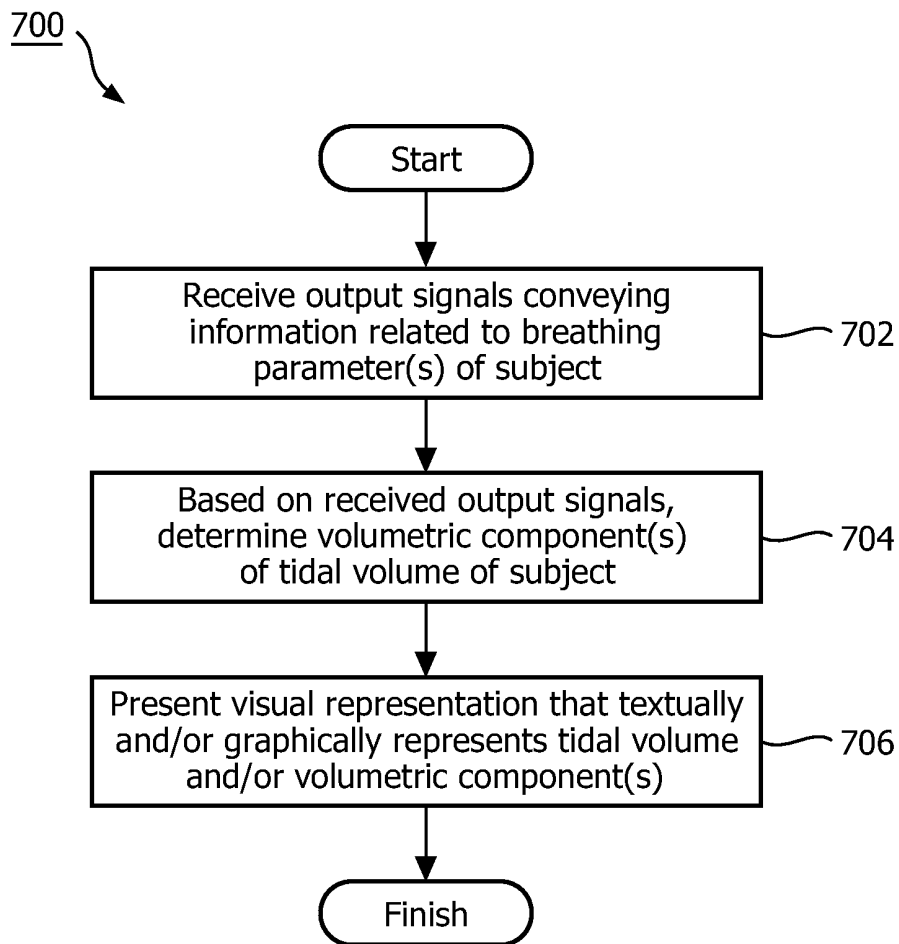 700
Start
Receive output signals conveying
information related to breathing
parameter(s) of subject
702
Based on received output signals,
determine volumetric component(s)
of tidal volume of subject
704
Present visual representation that textually
and/or graphically represents tidal volume
and/or volumetric component(s)
706
Finish